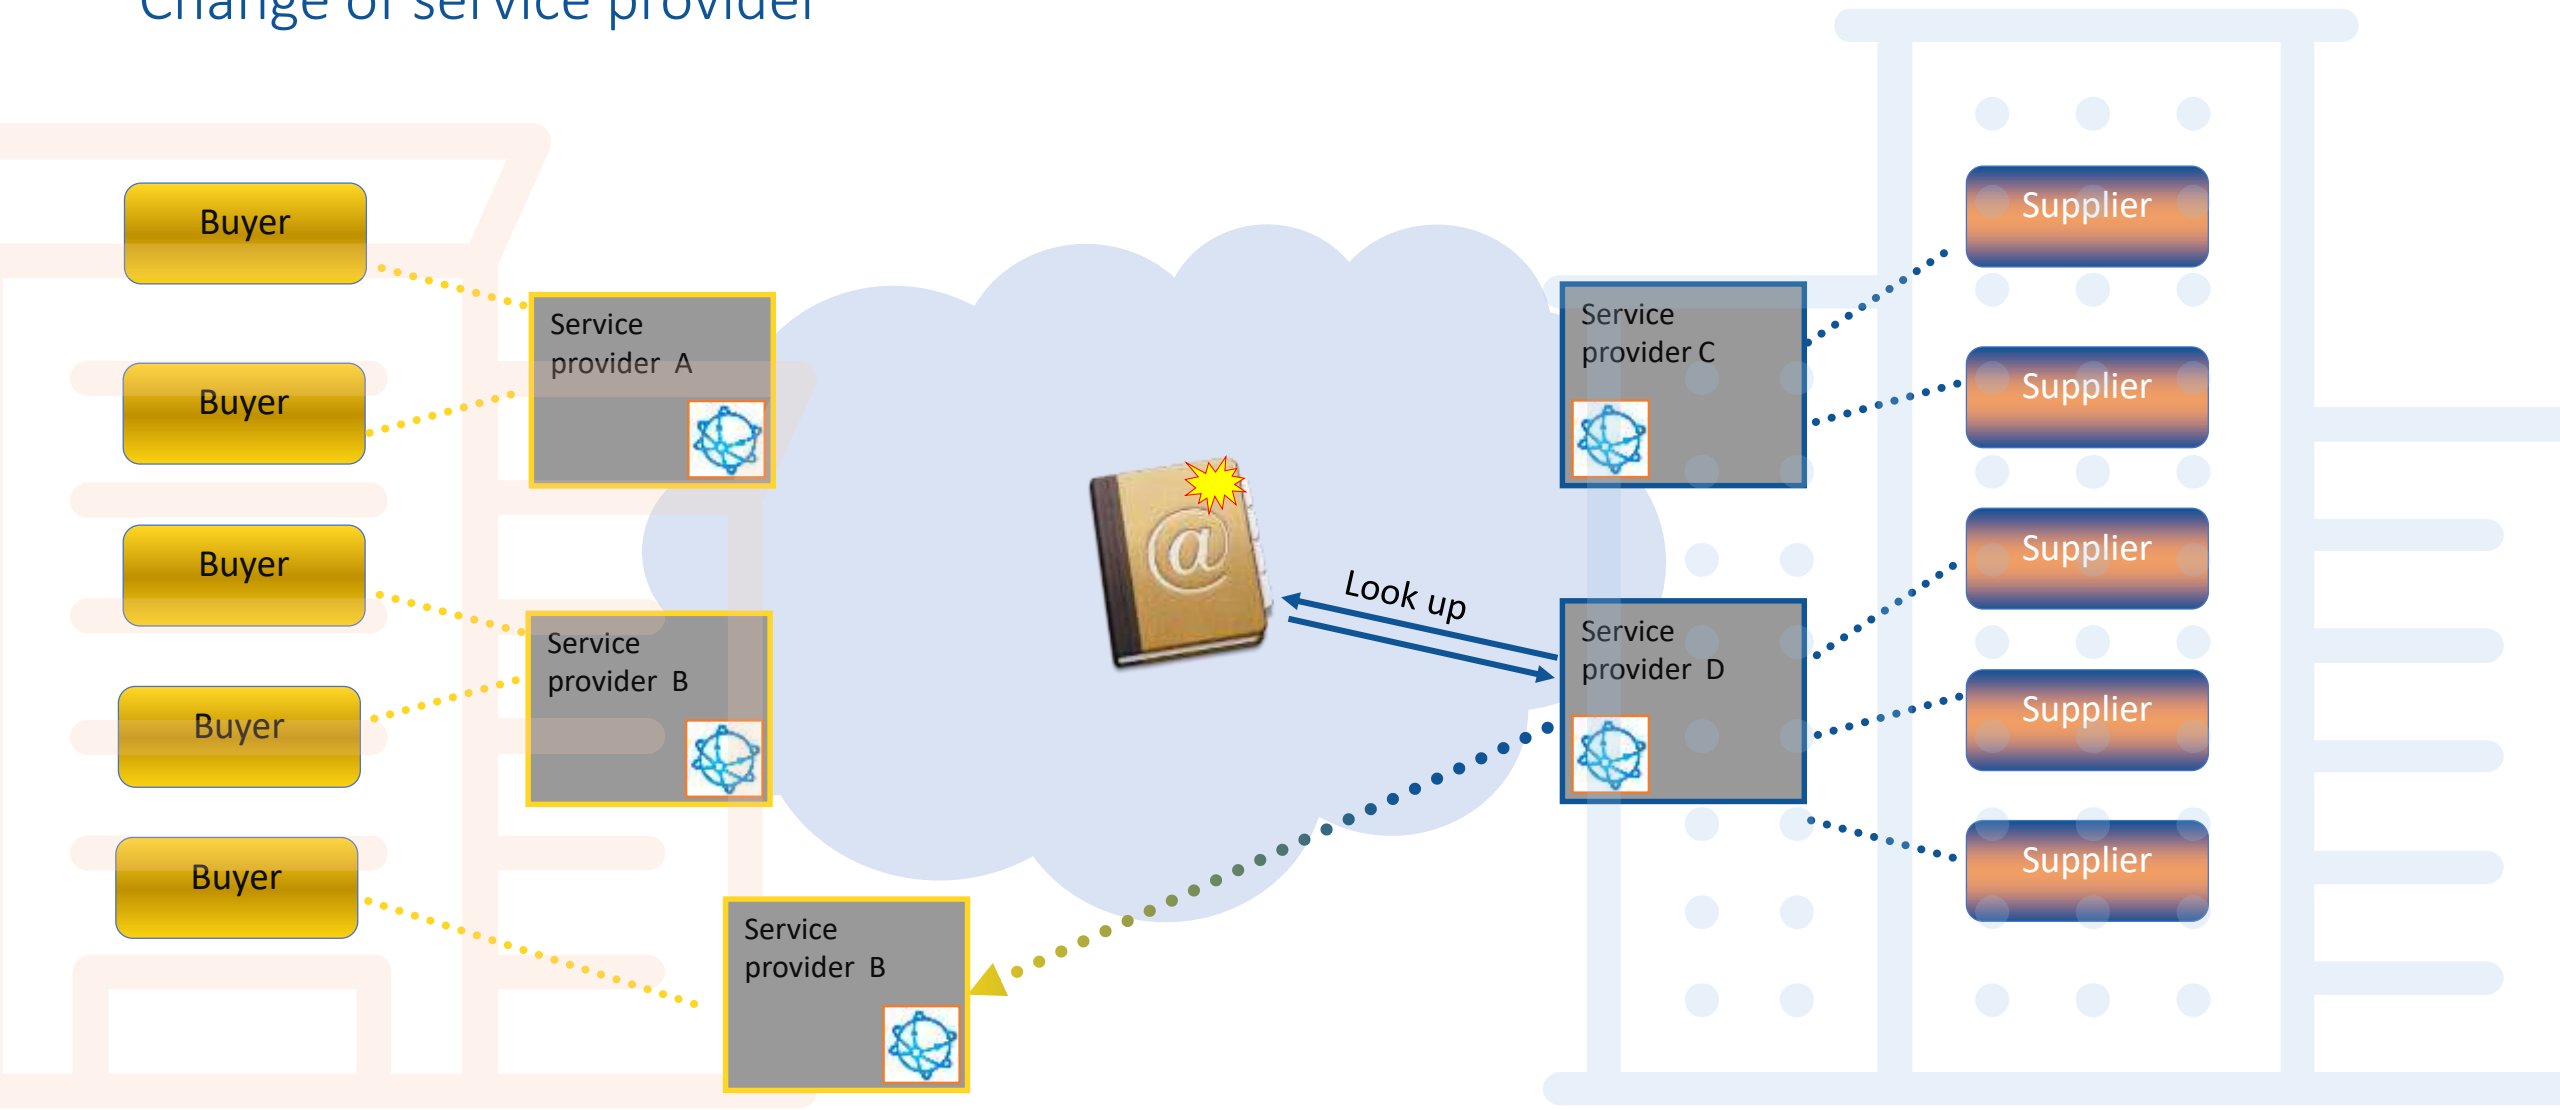 Change of service provider
Buyer
Buyer
Buyer
Buyer
Buyer
Service
provider A
Service
provider B
Service
provider B
@
Look up
Service
provider C
Service
provider D
Supplier
Supplier
Supplier
Supplier
Supplier